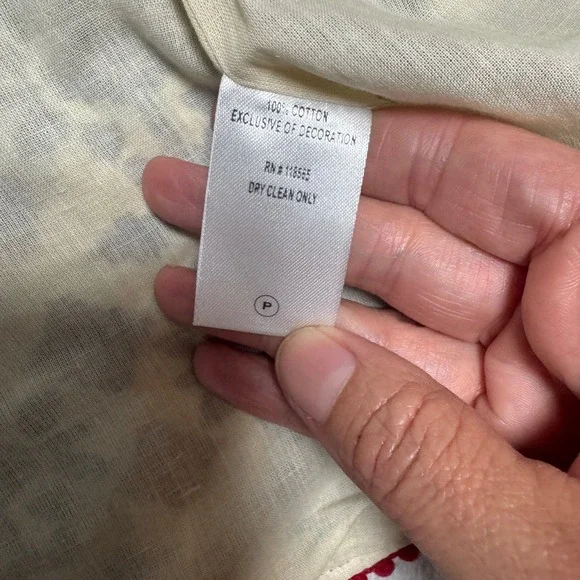 100% COTTON
EXCLUSIVE OF DECORATION
RN # 118565
DRY CLEAN ONLY
P